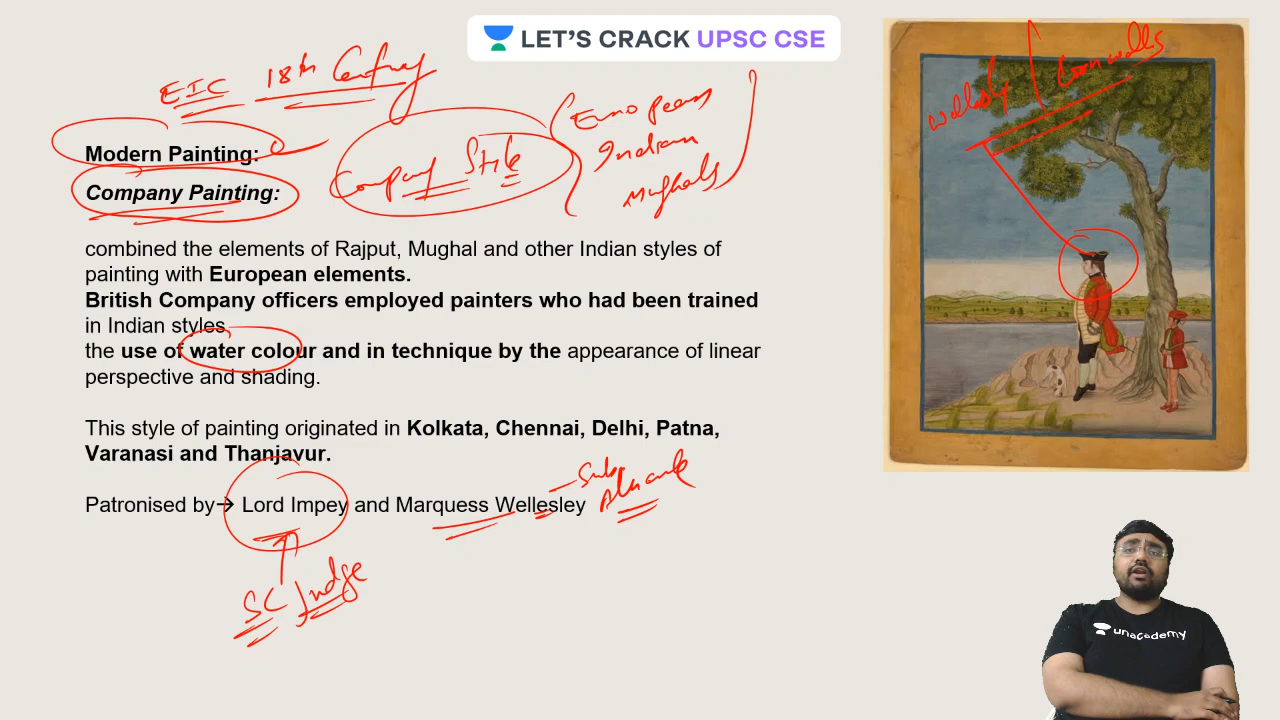 LET'S CRACK UPSC CSE
EIC 18th Century
Modern Painting:
Company Painting:
Company Style
European
Indian
Mughals
combined the elements of Rajput, Mughal and other Indian styles of
painting with European elements.
British Company officers employed painters who had been trained
in Indian styles.
the use of water colour and in technique by the appearance of linear
perspective and shading.
This style of painting originated in Kolkata, Chennai, Delhi, Patna,
Varanasi and Thanjavur.
Patronised by→ Lord Impey and Marquess Wellesley
SC Judge
unacademy